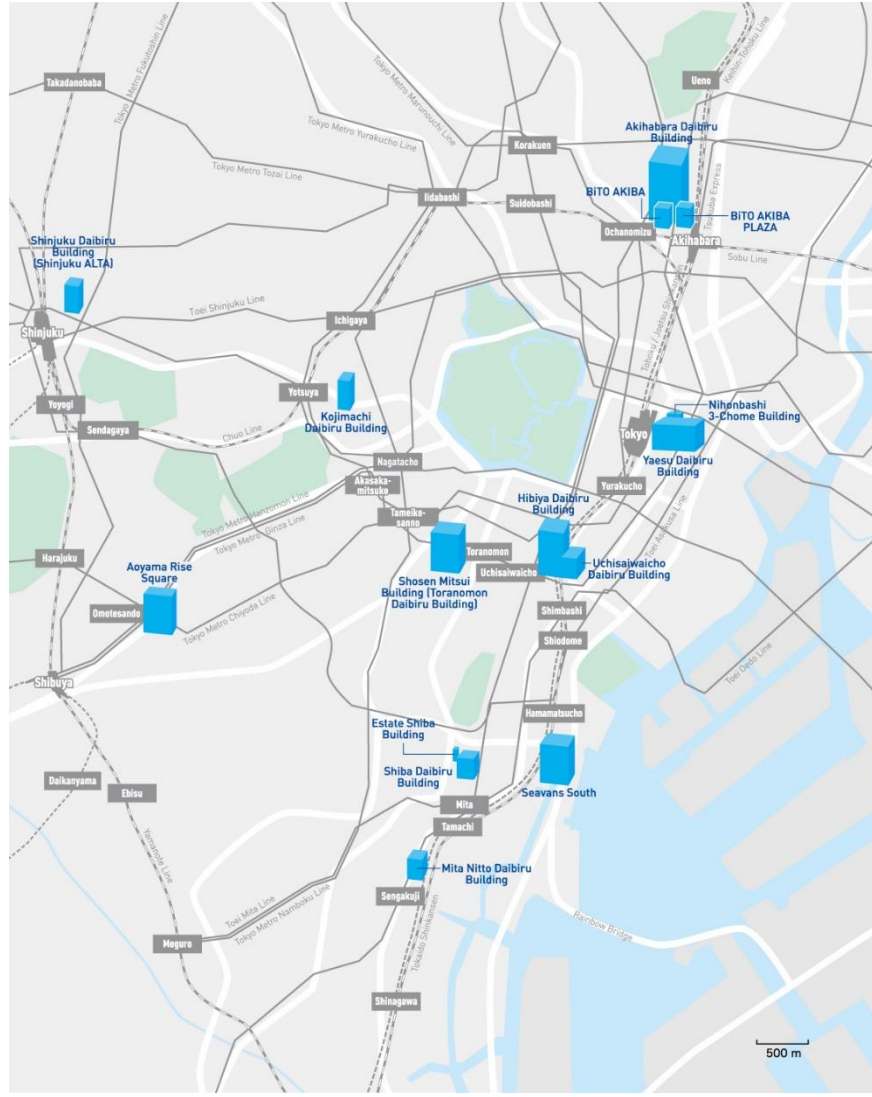 Ueno
Keihin-Tohoku Line
Takadanobaba
Tokyo Metro Fukutoshin Line
Tokyo Metro Marunouchi Line
Tokyo Metro Yurakucho Line
Akihabara Daibiru
Building
Korakuen
Tokyo Metro Tozai Line
Tsukuba Express
BiTO AKIBA
Iidabashi
Suidobashi
BiTO AKIBA
PLAZA
Ochanomizu
Akihabara
Shinjuku Daibiru
Building
(Shinjuku ALTA)
Sobu Line
Tohoku / Joetsu Shinkansen
Toei Shinjuku Line
Ichigaya
Shinjuku
Yotsuya
Kojimachi
Daibiru Building
Nihonbashi
3-Chome Building
Yoyogi
Sendagaya
Chuo Line
Tokyo
Yaesu Daibiru
Building
Nagatacho
Akasaka-
mitsuke
Yurakucho
Tokyo Metro Hanzomon Line
Tokyo Metro Ginza Line
Tameike-
sanno
Hibiya Daibiru
Building
Toei Asakusa Line
Harajuku
Toranomon
Aoyama Rise
Square
Uchisaiwaicho
Uchisaiwaicho
Daibiru Building
Shosen Mitsui
Building (Toranomon
Daibiru Building)
Omotesando
Tokyo Metro Chiyoda Line
Shimbashi
Shiodome
Toei Oedo Line
Shibuya
Hamamatsucho
Estate Shiba
Building
Shiba Daibiru
Building
Daikanyama
Ebisu
Seavans South
Mita
Tamachi
Yamanote Line
Mita Nitto Daibiru
Building
Sengakuji
Toei Mita Line
Tokyo Metro Namboku Line
Rainbow Bridge
Meguro
Tokaido Shinkansen
Shinagawa
500 m